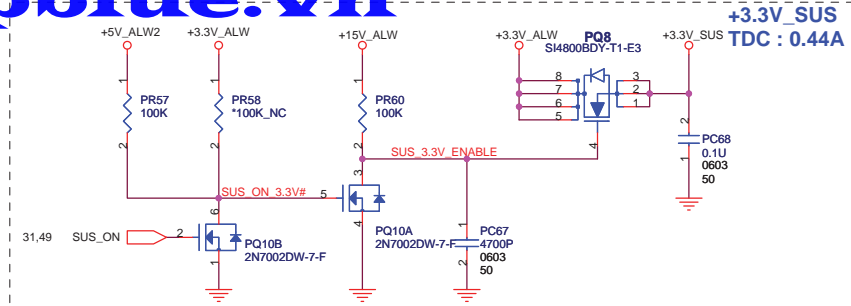 +3.3V_SUS
TDC : 0.44A
+5V_ALW2
+3.3V_ALW
+15V_ALW
+3.3V_ALW
PQ8
SI4800BDY-T1-E3
+3.3V_SUS
1
PR57
100K
2
1
PR58
*100K_NC
2
1
PR60
100K
2
8
7
6
5
3
2
1
4
2
PC68
0.1U
0603
50
1
SUS_3.3V_ENABLE
SUS_ON_3.3V#
5
3
4
PQ10A
2N7002DW-7-F
1
PC67
4700P
0603
50
2
31,49
SUS_ON
2
6
1
PQ10B
2N7002DW-7-F